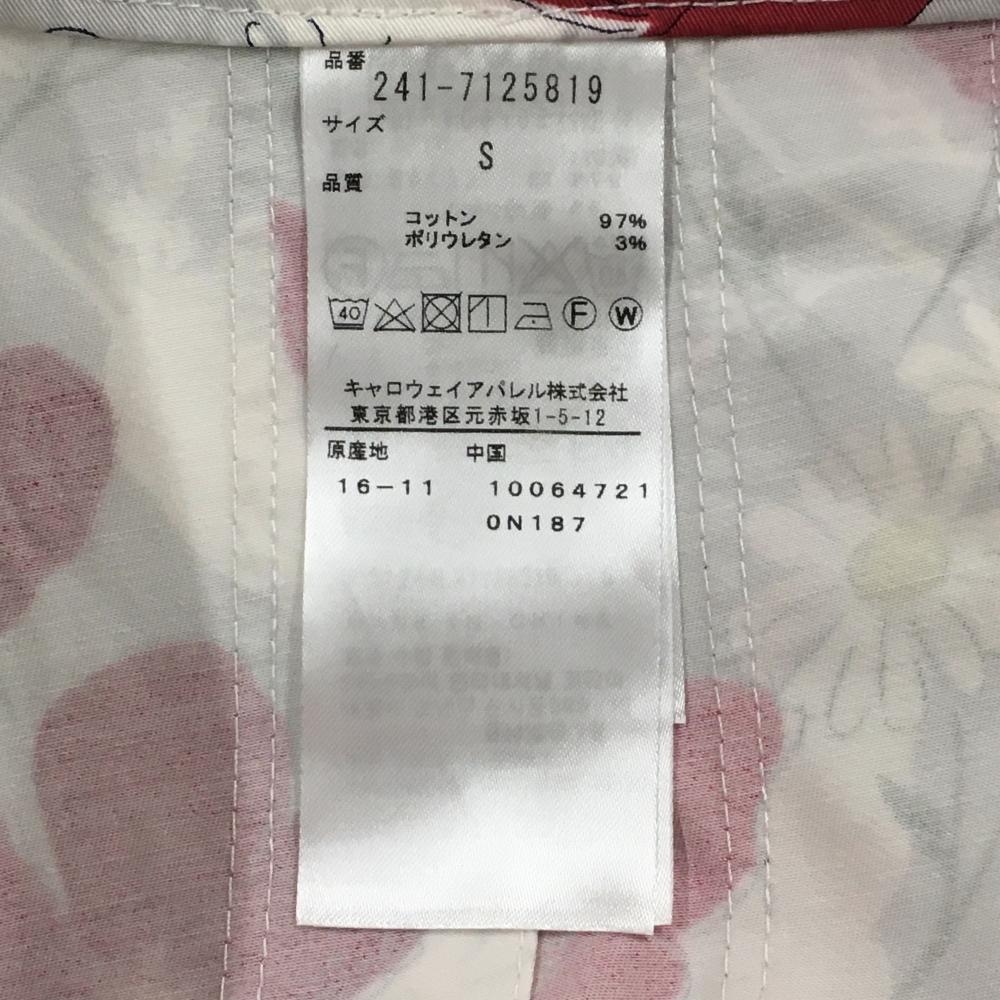 品番
241-7125819
サイズ
S
品質
コットン 97%
ポリウレタン 3%
40 F W
キャロウェイアパレル株式会社
東京都港区元赤坂1-5-12
原産地 中国
16-11 10064721
0N187